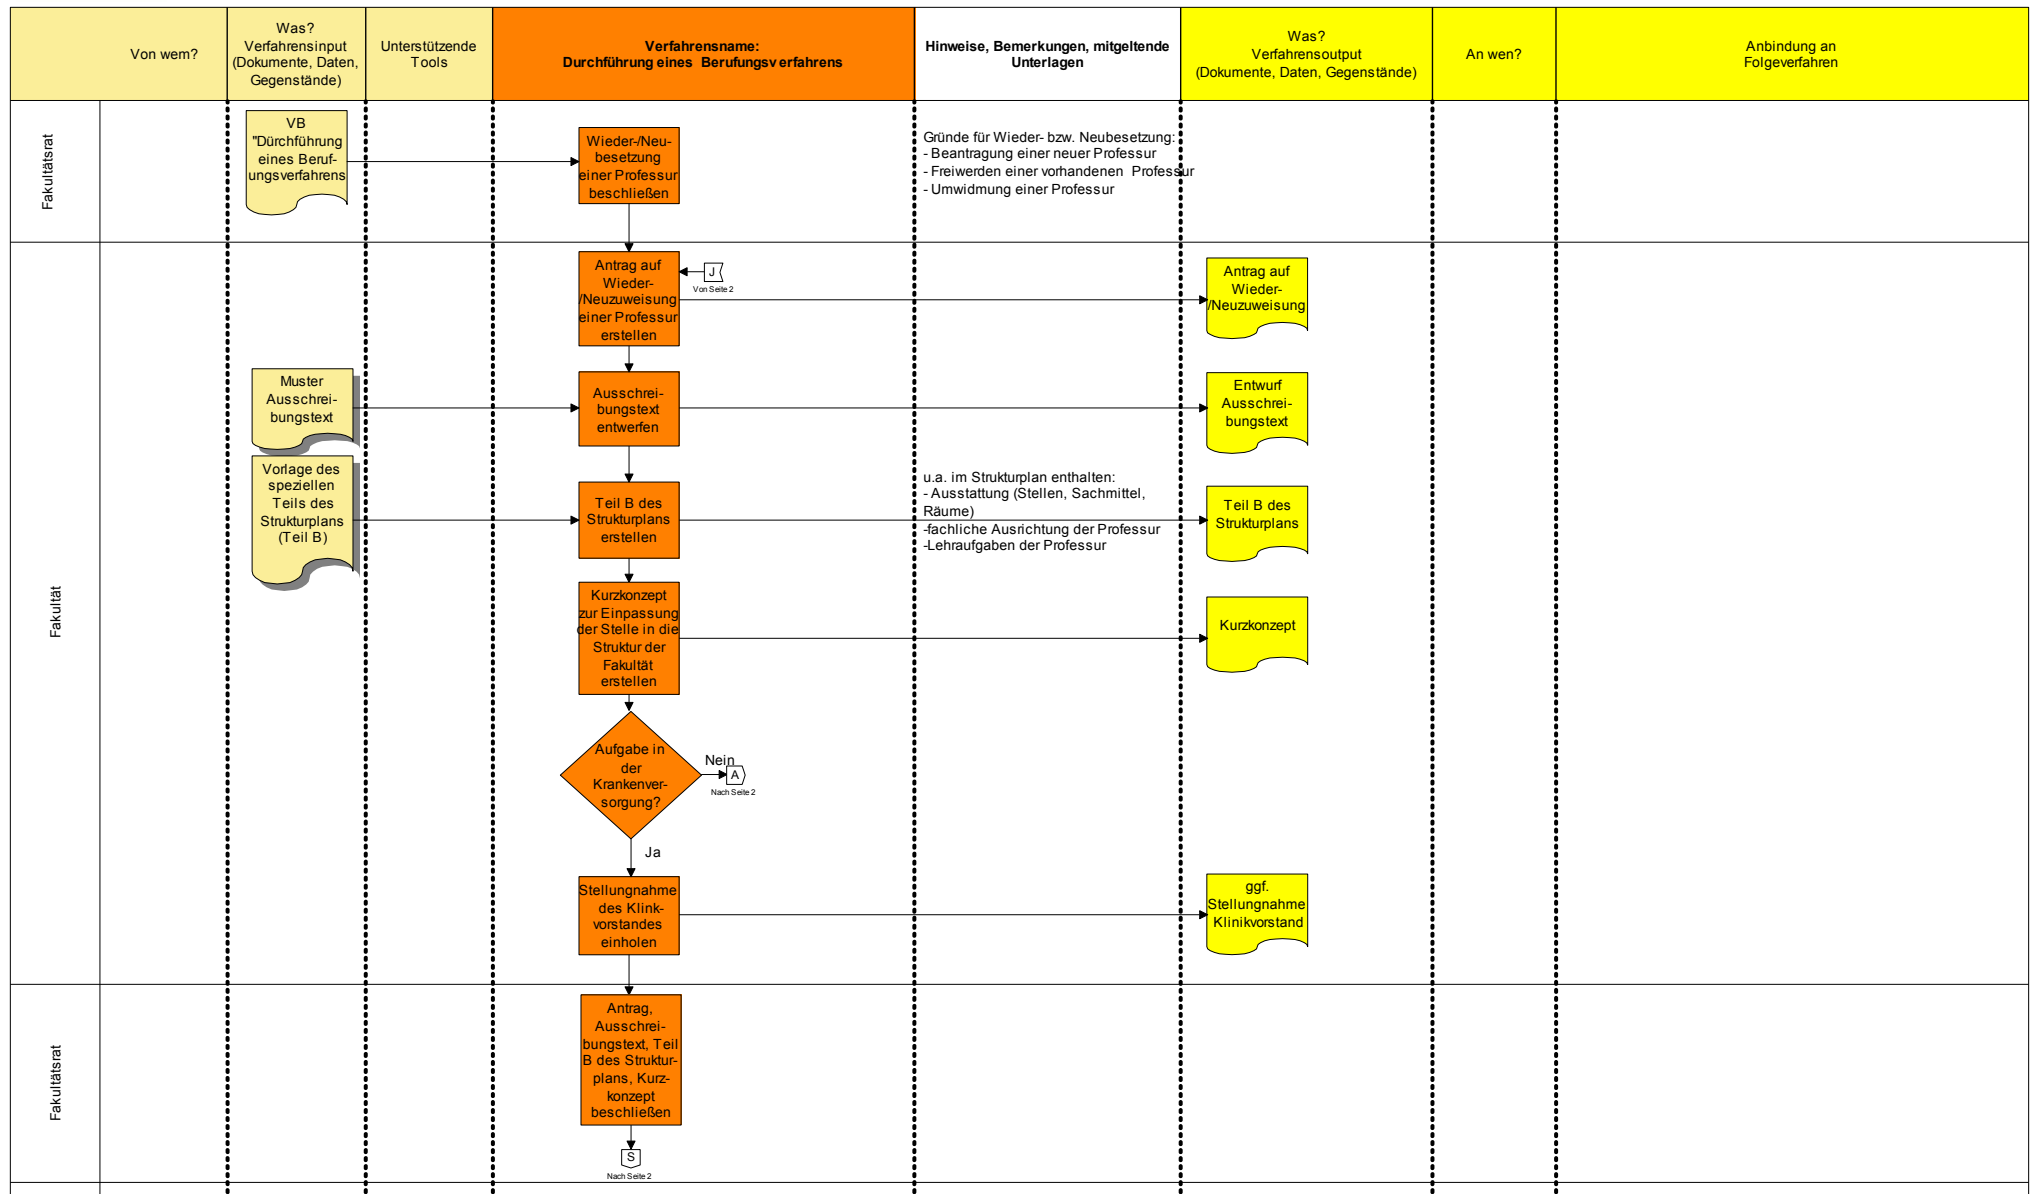 Von wem?
Was?
Verfahrensinput
(Dokumente, Daten,
Gegenstände)
Unterstützende
Tools
Verfahrensname:
Durchführung eines Berufungsverfahrens
Hinweise, Bemerkungen, mitgeltende
Unterlagen
Was?
Verfahrensoutput
(Dokumente, Daten, Gegenstände)
An wen?
Anbindung an
Folgeverfahren
Fakultätsrat
VB
"Dürchführung
eines Beruf-
ungsverfahrens
Wieder-/Neu-
besetzung
einer Professur
beschließen
Gründe für Wieder- bzw. Neubesetzung:
- Beantragung einer neuer Professur
- Freiwerden einer vorhandenen Professur
- Umwidmung einer Professur
Fakultät
Antrag auf
Wieder-
/Neuzuweisung
einer Professur
erstellen
J
Von Seite 2
Antrag auf
Wieder-
/Neuzuweisung
Muster
Ausschrei-
bungstext
Ausschrei-
bungstext
entwerfen
Entwurf
Ausschrei-
bungstext
Vorlage des
speziellen
Teils des
Strukturplans
(Teil B)
Teil B des
Strukturplans
erstellen
u.a. im Strukturplan enthalten:
- Ausstattung (Stellen, Sachmittel,
Räume)
-fachliche Ausrichtung der Professur
-Lehraufgaben der Professur
Teil B des
Strukturplans
Kurzkonzept
zur Einpassung
der Stelle in die
Struktur der
Fakultät
erstellen
Kurzkonzept
Aufgabe in
der
Krankenver-
sorgung?
Nein
A
Nach Seite 2
Ja
Stellungnahme
des Klink-
vorstandes
einholen
ggf.
Stellungnahme
Klinikvorstand
Fakultätsrat
Antrag,
Ausschrei-
bungstext, Teil
B des Struktur-
plans, Kurz-
konzept
beschließen
S
Nach Seite 2